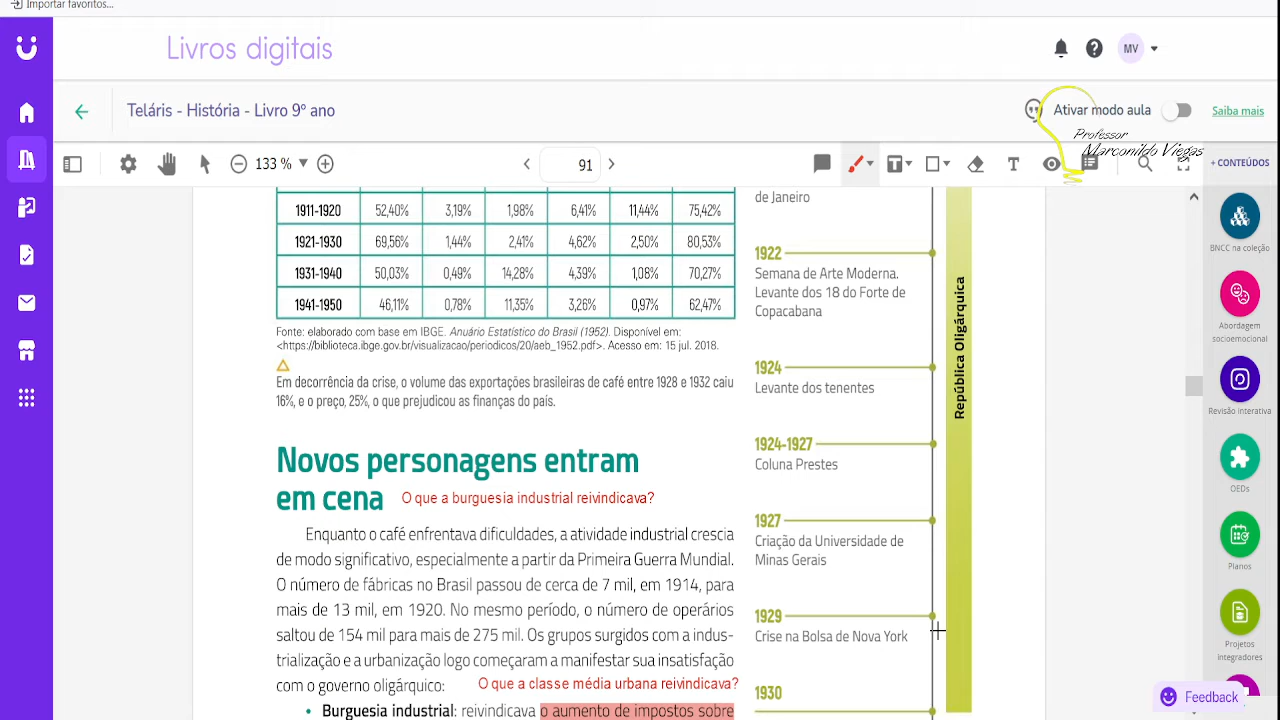 Importar favoritos...
Livros digitais
MV
Teláris - História - Livro 9º ano
Ativar modo aula
Saiba mais
Professor
Marconildo Viegas
133 %
91
+ CONTEÚDOS
1911-1920 52,40% 3,19% 1,98% 6,41% 11,44% 75,42%
1921-1930 69,56% 1,44% 2,41% 4,62% 2,50% 80,53%
1931-1940 50,03% 0,49% 14,28% 4,39% 1,08% 70,27%
1941-1950 46,11% 0,78% 11,35% 3,26% 0,97% 62,47%
Fonte: elaborado com base em IBGE. Anuário Estatístico do Brasil (1952). Disponível em:
<https://biblioteca.ibge.gov.br/visualizacao/periodicos/20/aeb_1952.pdf>. Acesso em: 15 jul. 2018.
Em decorrência da crise, o volume das exportações brasileiras de café entre 1928 e 1932 caiu
16%, e o preço, 25%, o que prejudicou as finanças do país.
Novos personagens entram
em cena
O que a burguesia industrial reivindicava?
Enquanto o café enfrentava dificuldades, a atividade industrial crescia
de modo significativo, especialmente a partir da Primeira Guerra Mundial.
O número de fábricas no Brasil passou de cerca de 7 mil, em 1914, para
mais de 13 mil, em 1920. No mesmo período, o número de operários
saltou de 154 mil para mais de 275 mil. Os grupos surgidos com a indus-
trialização e a urbanização logo começaram a manifestar sua insatisfação
com o governo oligárquico:
O que a classe média urbana reivindicava?
• Burguesia industrial: reivindicava o aumento de impostos sobre
de Janeiro
1922
Semana de Arte Moderna.
Levante dos 18 do Forte de
Copacabana
1924
Levante dos tenentes
1924-1927
Coluna Prestes
1927
Criação da Universidade de
Minas Gerais
1929
Crise na Bolsa de Nova York
1930
República Oligárquica
BNCC na coleção
Abordagem
socioemocional
Revisão interativa
OEDs
Planos
Projetos
integradores
Feedback